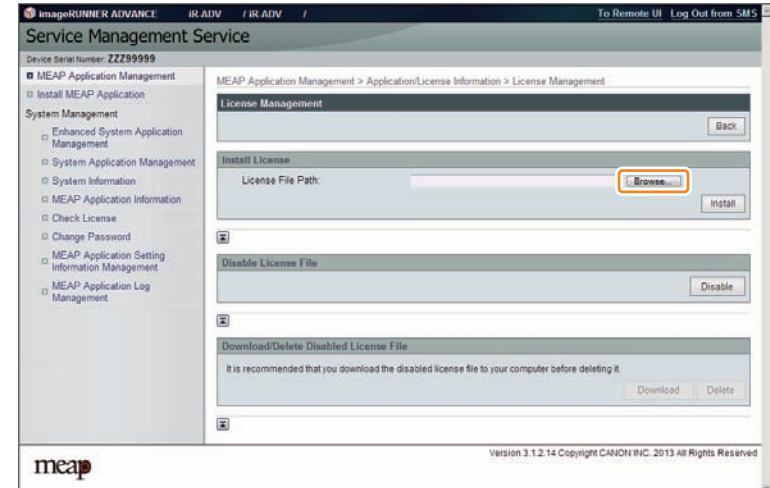 imageRUNNER ADVANCE iR ADV / iR ADV /
To Remote UI Log Out from SMS
Service Management Service
Device Serial Number: ZZZ99999
MEAP Application Management
Install MEAP Application
System Management
Enhanced System Application
Management
System Application Management
System Information
MEAP Application Information
Check License
Change Password
MEAP Application Setting
Information Management
MEAP Application Log
Management
MEAP Application Management > Application/License Information > License Management
License Management
Back
Install License
License File Path:
Browse...
Install
Disable License File
Disable
Download/Delete Disabled License File
It is recommended that you download the disabled license file to your computer before deleting it.
Download Delete
meap
Version 3.1.2.14 Copyright CANON INC. 2013 All Rights Reserved